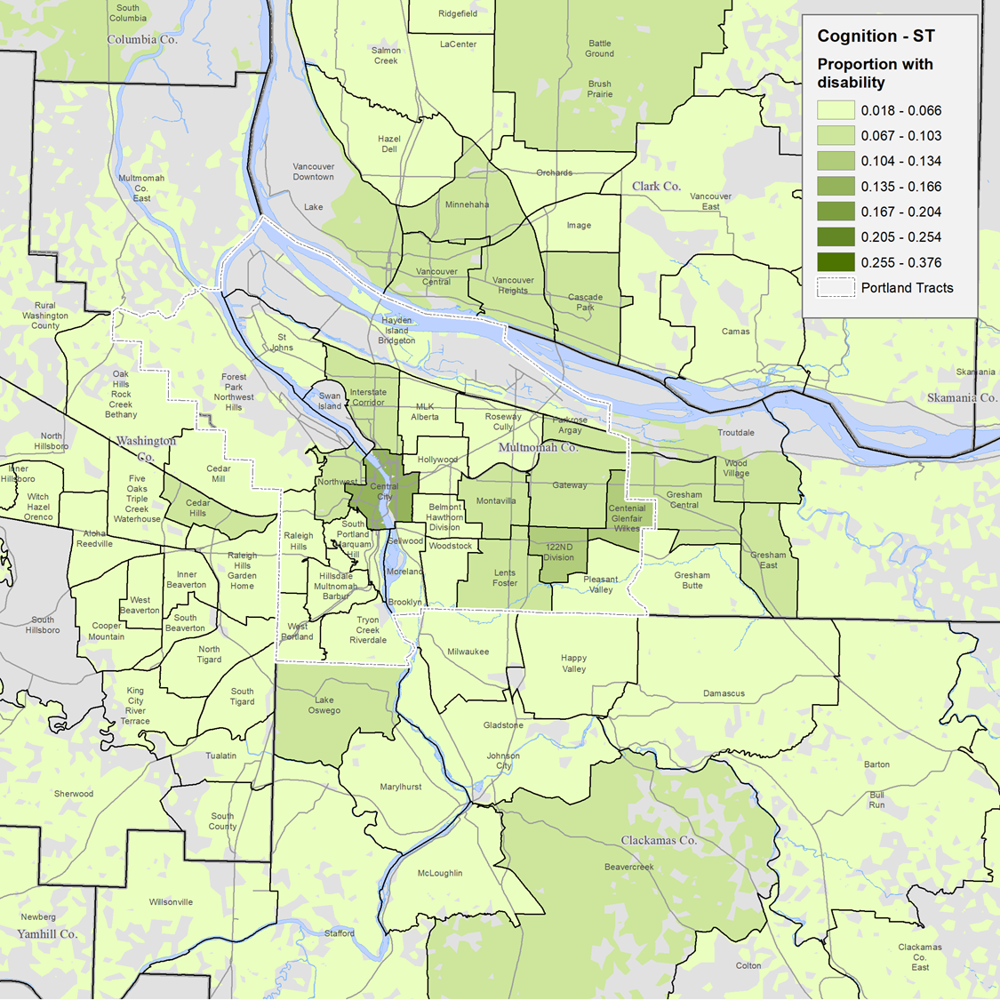 South
Columbia
Columbia Co.
Ridgefield
LaCenter
Salmon
Creek
Battle
Ground
Brush
Prairie
Cognition - ST
Proportion with
disability
0.018 - 0.066
0.067 - 0.103
0.104 - 0.134
0.135 - 0.166
0.167 - 0.204
0.205 - 0.254
0.255 - 0.376
Portland Tracts
Hazel
Dell
Vancouver
Downtown
Orchards
Multmomah
Co.
East
Clark Co.
Vancouver
East
Lake
Minnehaha
Image
Vancouver
Central
Vancouver
Heights
Cascade
Park
Rural
Washington
County
Hayden
Island
Bridgeton
Camas
St
Johns
Skamania
Skamania Co.
Oak
Hills
Rock
Creek
Bethany
Forest
Park
Northwest
Hills
Swan
Island
Interstate
Corridor
MLK
Alberta
Roseway
Cully
Parkrose
Argay
Multnomah Co.
Troutdale
North
Hillsboro
Washington
Co.
Inner
Hillsboro
Cedar
Mill
Hollywood
Wood
Village
Witch
Hazel
Orenco
Five
Oaks
Triple
Creek
Waterhouse
Cedar
Hills
Northwest
Central
City
Gateway
Montavilla
Gresham
Central
Centenial
Glenfair
Wilkes
Belmont
Hawthorn
Division
Aloha
Reedville
Raleigh
Hills
South
Portland
Marquam
Hill
Sellwood
Moreland
Brooklyn
Woodstock
122ND
Division
Gresham
East
Raleigh
Hills
Garden
Home
Inner
Beaverton
Hillsdale
Multnomah
Barbur
Lents
Foster
Pleasant
Valley
Gresham
Butte
West
Beaverton
South
Beaverton
South
Hillsboro
Cooper
Mountain
West
Portland
Tryon
Creek
Riverdale
North
Tigard
Milwaukee
Happy
Valley
King
City
River
Terrace
South
Tigard
Lake
Oswego
Damascus
Gladstone
Johnson
City
Tualatin
Barton
Bull
Run
Sherwood
Marylhurst
South
County
Clackamas Co.
Beavercreek
McLoughlin
Wilsonville
Newberg
Yamhill Co.
Stafford
Colton
Clackamas
Co.
East